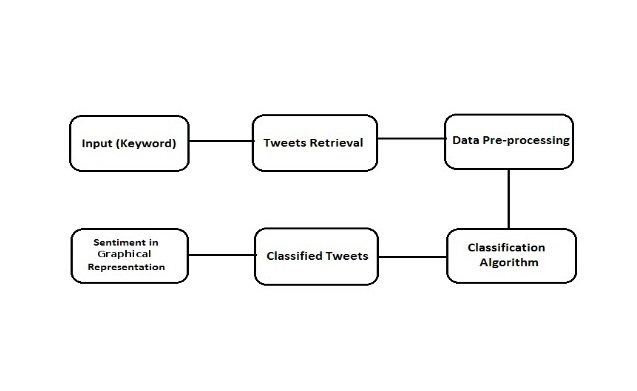 Input (Keyword)
Tweets Retrieval
Data Pre-processing
Sentiment in
Graphical
Representation
Classified Tweets
Classification
Algorithm